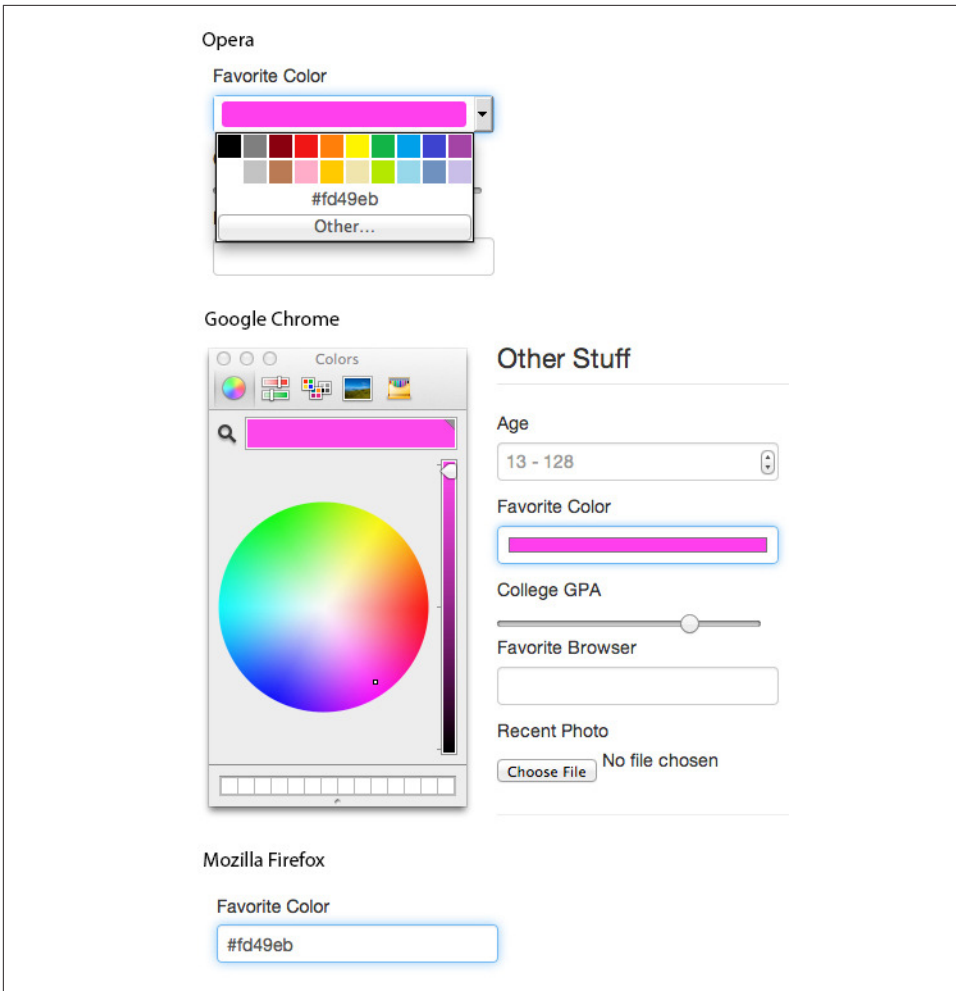 Opera
Favorite Color
#fd49eb
Other...
Google Chrome
Colors
Other Stuff
Age
13 - 128
Favorite Color
College GPA
Favorite Browser
Recent Photo
Choose File No file chosen
Mozilla Firefox
Favorite Color
#fd49eb